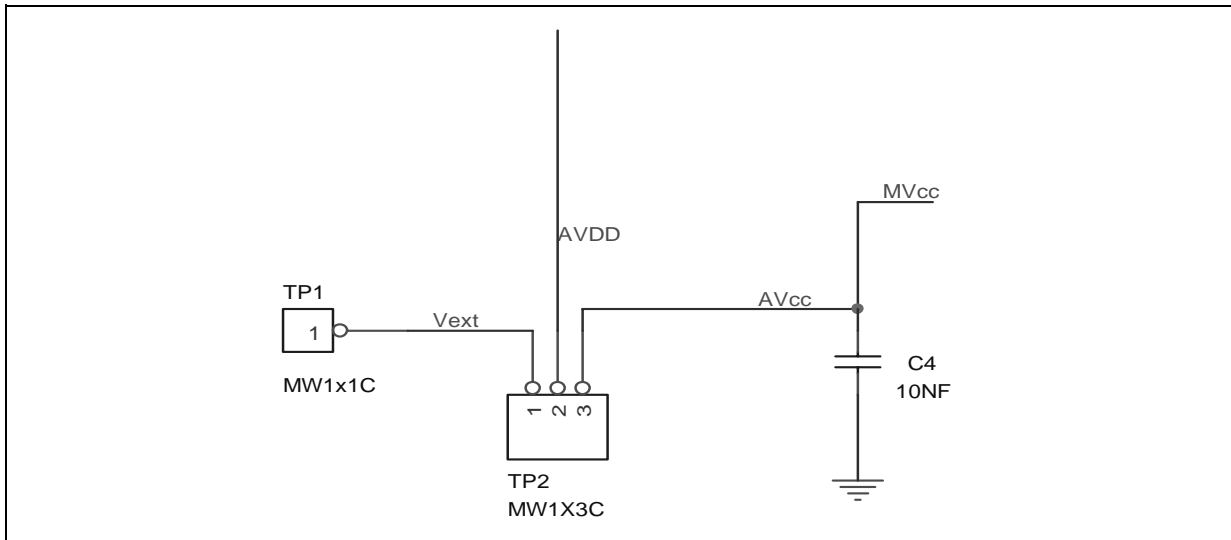 MVcc
AVDD
TP1
AVcc
Vext
1
MW1x1C
C4
10NF
1 2 3
TP2
MW1X3C